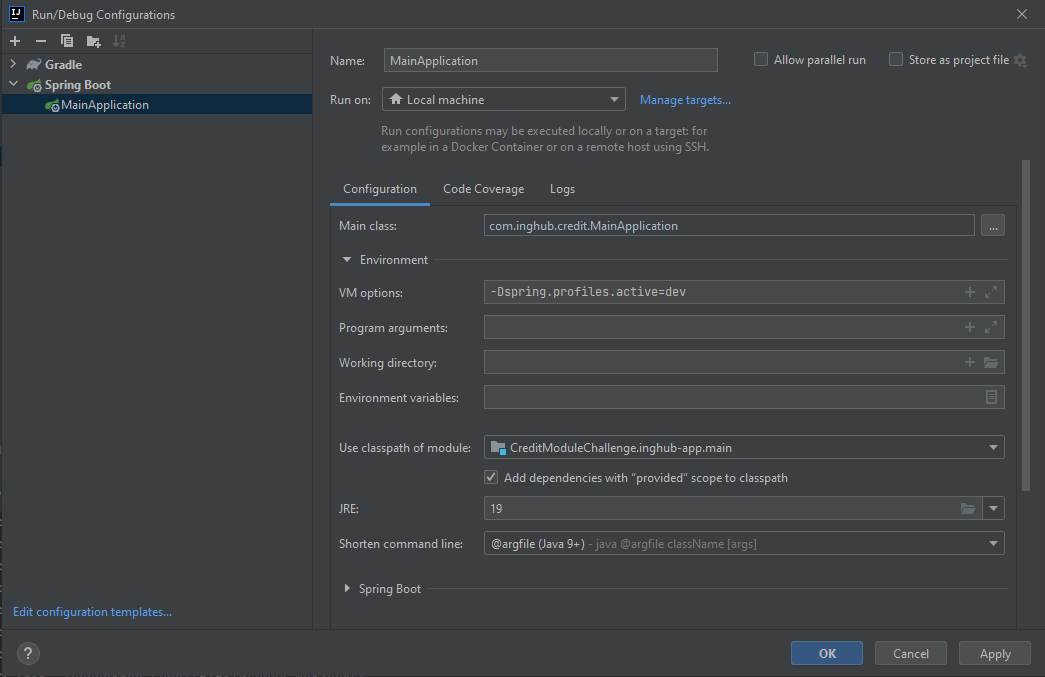 Run/Debug Configurations
Gradle
Spring Boot
MainApplication
Edit configuration templates...
Name: MainApplication
Allow parallel run
Store as project file
Run on: Local machine
Manage targets...
Run configurations may be executed locally or on a target: for
example in a Docker Container or on a remote host using SSH.
Configuration Code Coverage Logs
Main class: com.inghub.credit.MainApplication ...
Environment
VM options: -Dspring.profiles.active=dev
Program arguments:
Working directory:
Environment variables:
Use classpath of module: CreditModuleChallenge.inghub-app.main
Add dependencies with “provided” scope to classpath
JRE: 19
Shorten command line: @argfile (Java 9+) - java @argfile className [args]
Spring Boot
? OK Cancel Apply